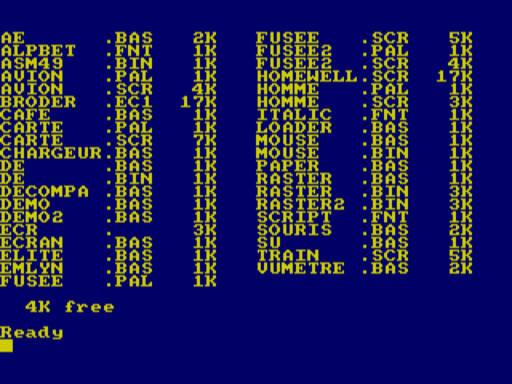 AE      .BAS   2K    FUSEE   .SCR   5K
ALPBET  .FNT   1K    FUSEE2  .PAL   1K
ASM49   .BIN   1K    FUSEE2  .SCR   4K
AVION   .PAL   1K    HOMEWELL.SCR  17K
AVION   .SCR   4K    HOMME   .PAL   1K
BRODER  .EC1  17K    HOMME   .SCR   3K
CAFE    .BAS   1K    ITALIC  .FNT   1K
CARTE   .PAL   1K    LOADER  .BAS   1K
CARTE   .SCR   7K    MOUSE   .BAS   1K
CHARGEUR.BAS   1K    MOUSE   .BIN   1K
DE      .BAS   1K    RAPER   .BAS   1K
DE      .BIN   1K    RASTER  .BAS   1K
DECOMPA .BAS   1K    RASTER  .BIN   3K
DEMO    .BAS   1K    RASTER2 .BIN   3K
DEMO2   .BAS   1K    SCRIPT  .FNT   1K
ECR     .      3K    SOURIS  .BAS   2K
ECRAN   .BAS   1K    SU      .BAS   1K
ELITE   .BAS   1K    TRAIN   .SCR   5K
EMLYN   .BAS   1K    VUMETRE .BAS   2K
FUSEE   .PAL   1K
4K free
Ready